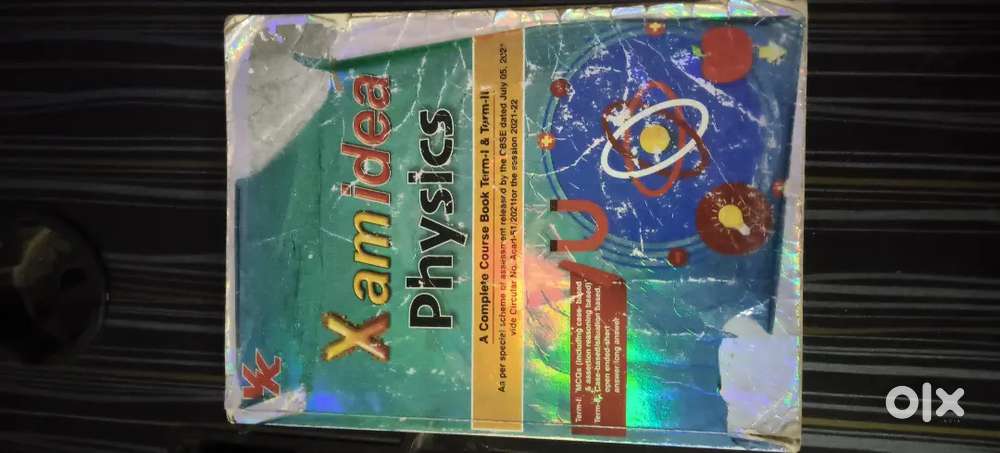 VK
Xamidea
Physics
A Complete Course Book Term-I & Term-II
As per special scheme of assessment released by the CBSE dated July 05, 202
vide Circular No. Acad-51/2021 for the session 2021-22
XII
Term-I: MCQs (including case-based
& assertion reasoning based)
Term-II: Case-based/situation based,
open ended-short
answer/long answer
olx